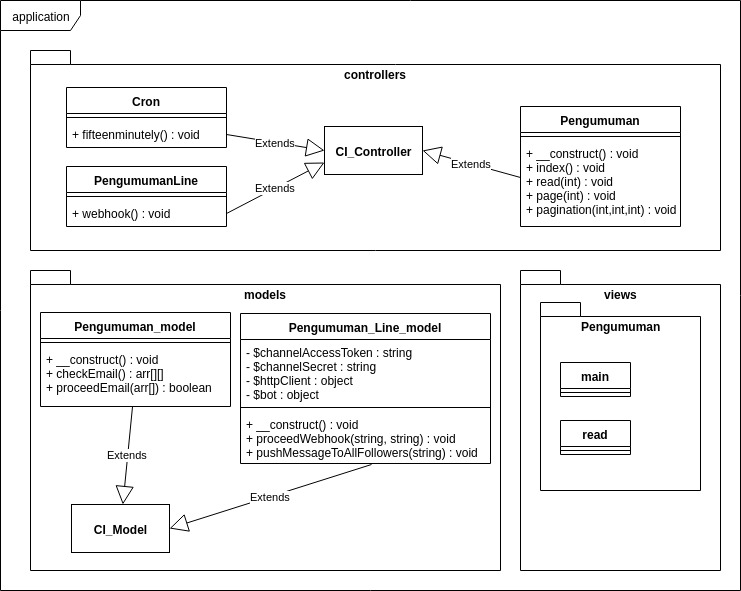 application
controllers
Cron
+ fifteenminutely() : void
Extends
PengumumanLine
+ webhook() : void
Extends
CI_Controller
Extends
Pengumuman
+ __construct() : void
+ index() : void
+ read(int) : void
+ page(int) : void
+ pagination(int,int,int) : void
models
Pengumuman_model
+ __construct() : void
+ checkEmail() : arr[][]
+ proceedEmail(arr[]) : boolean
Extends
Pengumuman_Line_model
- $channelAccessToken : string
- $channelSecret : string
- $httpClient : object
- $bot : object
+ __construct() : void
+ proceedWebhook(string, string) : void
+ pushMessageToAllFollowers(string) : void
Extends
CI_Model
views
Pengumuman
main
read